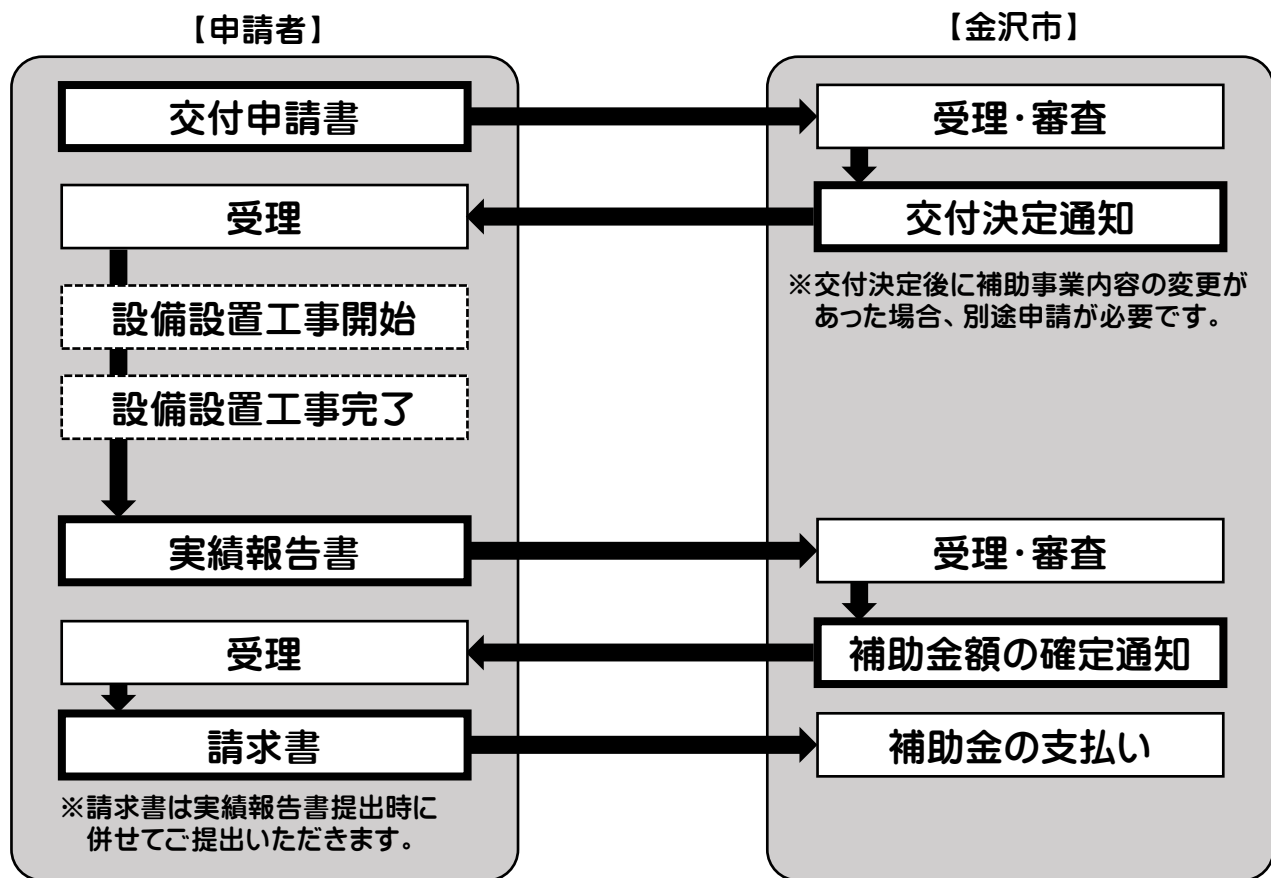 【申請者】
【金沢市】
交付申請書
受理・審査
受理
交付決定通知
※交付決定後に補助事業内容の変更が
あった場合、別途申請が必要です。
設備設置工事開始
設備設置工事完了
実績報告書
受理・審査
受理
補助金額の確定通知
請求書
補助金の支払い
※請求書は実績報告書提出時に
併せてご提出いただきます。